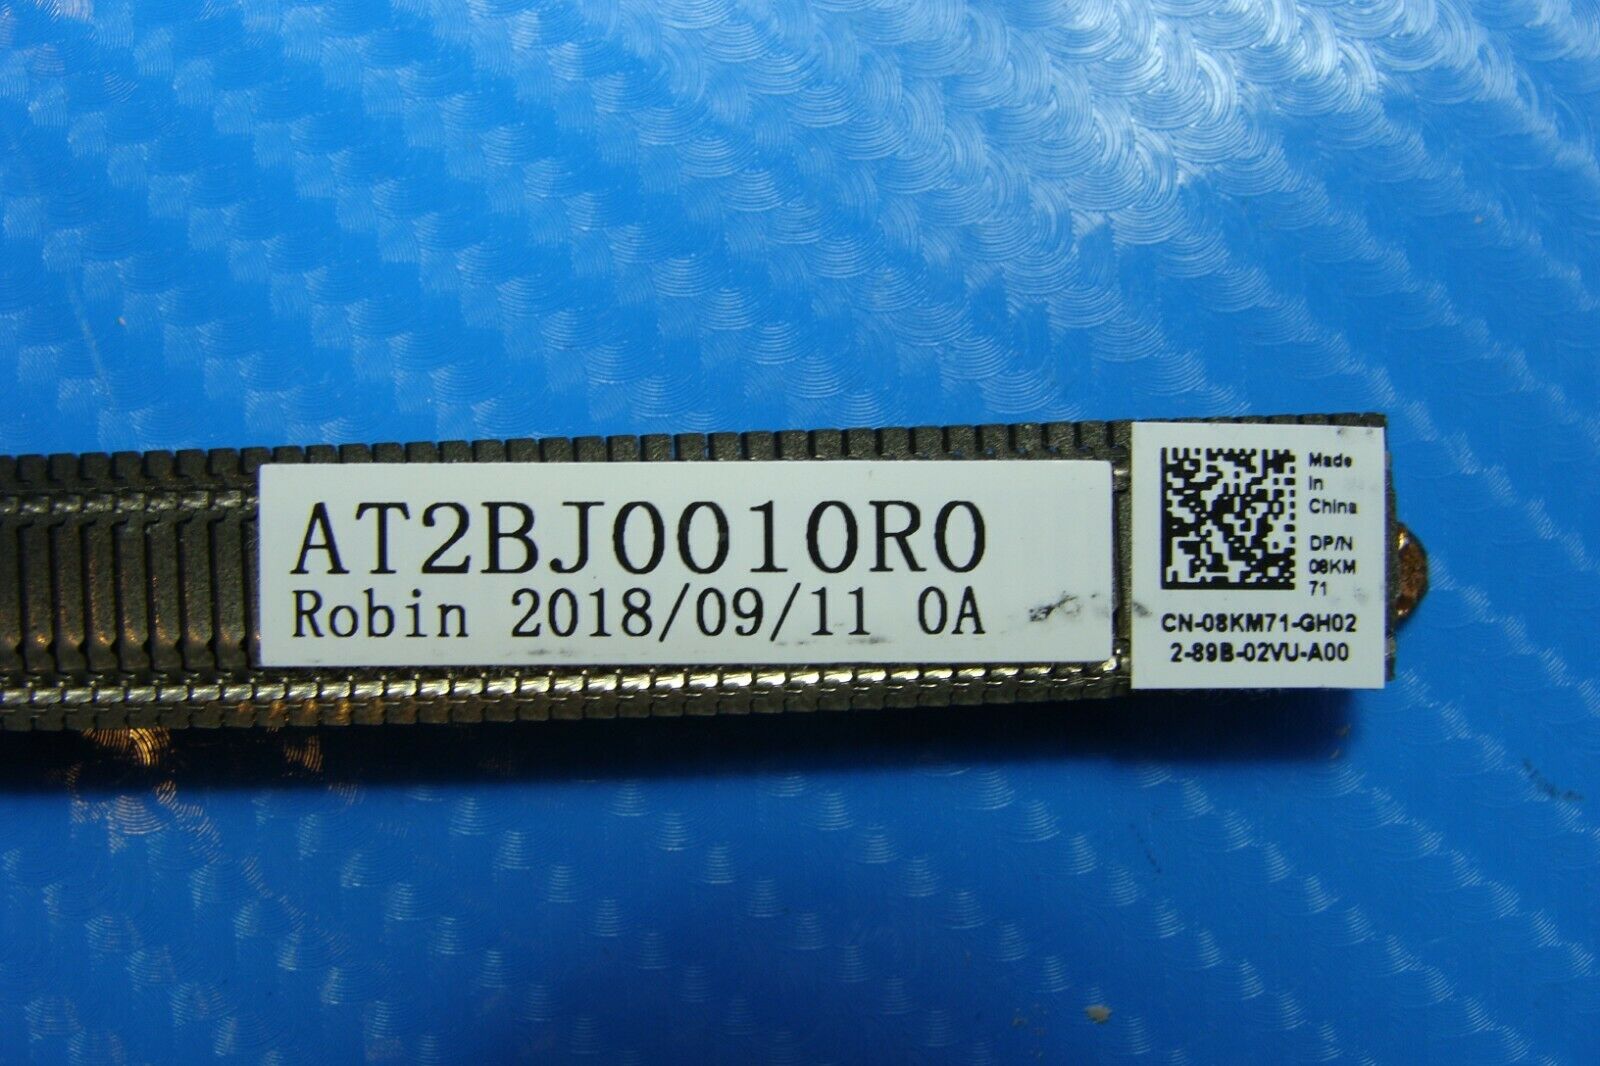 AT2BJ0010R0
Robin 2018/09/11 0A
Made
In
China
DP/N
08KM
71
CN-08KM71-GH02
2-89B-02VU-A00